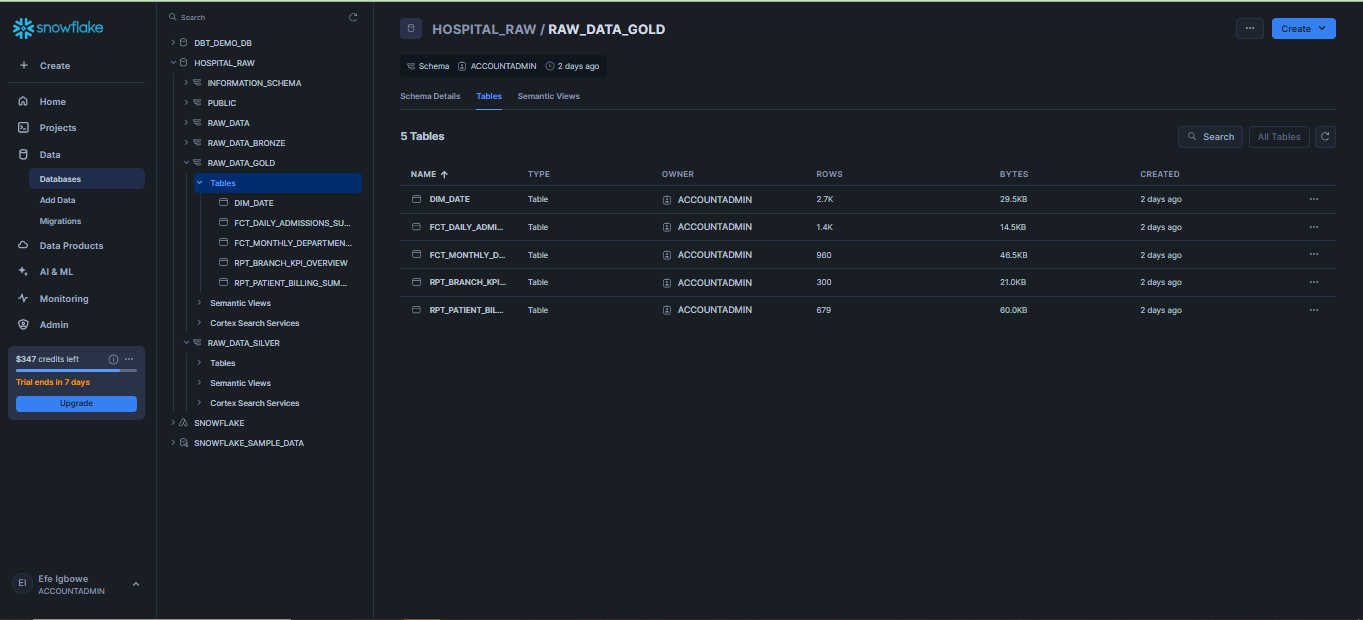 snowflake
Create
Home
Projects
Data
Databases
Add Data
Migrations
Data Products
AI & ML
Monitoring
Admin
$347 credits left
Trial ends in 7 days
Upgrade
EI
Efe Igbowe
ACCOUNTADMIN
Search
DBT_DEMO_DB
HOSPITAL_RAW
INFORMATION_SCHEMA
PUBLIC
RAW_DATA
RAW_DATA_BRONZE
RAW_DATA_GOLD
Tables
DIM_DATE
FCT_DAILY_ADMISSIONS_SU...
FCT_MONTHLY_DEPARTMEN...
RPT_BRANCH_KPI_OVERVIEW
RPT_PATIENT_BILLING_SUM...
Semantic Views
Cortex Search Services
RAW_DATA_SILVER
Tables
Semantic Views
Cortex Search Services
SNOWFLAKE
SNOWFLAKE_SAMPLE_DATA
HOSPITAL_RAW / RAW_DATA_GOLD
... Create
Schema ACCOUNTADMIN 2 days ago
Schema Details Tables Semantic Views
5 Tables
Search All Tables
NAME TYPE OWNER ROWS BYTES CREATED
DIM_DATE Table ACCOUNTADMIN 2.7K 29.5KB 2 days ago ...
FCT_DAILY_ADMI... Table ACCOUNTADMIN 1.4K 14.5KB 2 days ago ...
FCT_MONTHLY_D... Table ACCOUNTADMIN 960 46.5KB 2 days ago ...
RPT_BRANCH_KPI... Table ACCOUNTADMIN 300 21.0KB 2 days ago ...
RPT_PATIENT_BIL... Table ACCOUNTADMIN 679 60.0KB 2 days ago ...